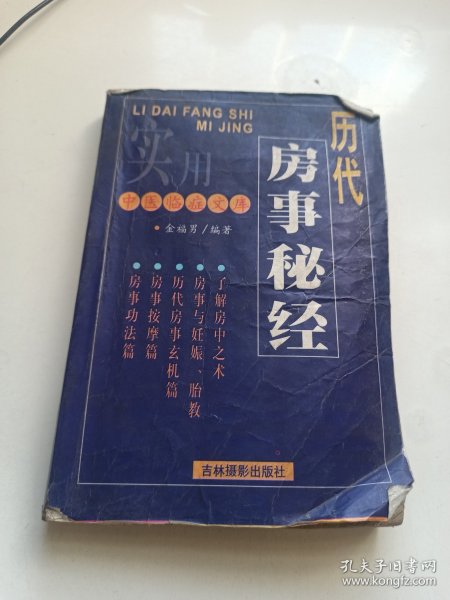 LI DAI FANG SHI
MI JING
历代
房事秘经
实用
中医临症文库
•金福男/编著
•了解房中之术
•房事与妊娠、胎教
•历代房事玄机篇
•房事按摩篇
•房事功法篇
吉林摄影出版社
孔夫子旧书网
www.kongfz.com